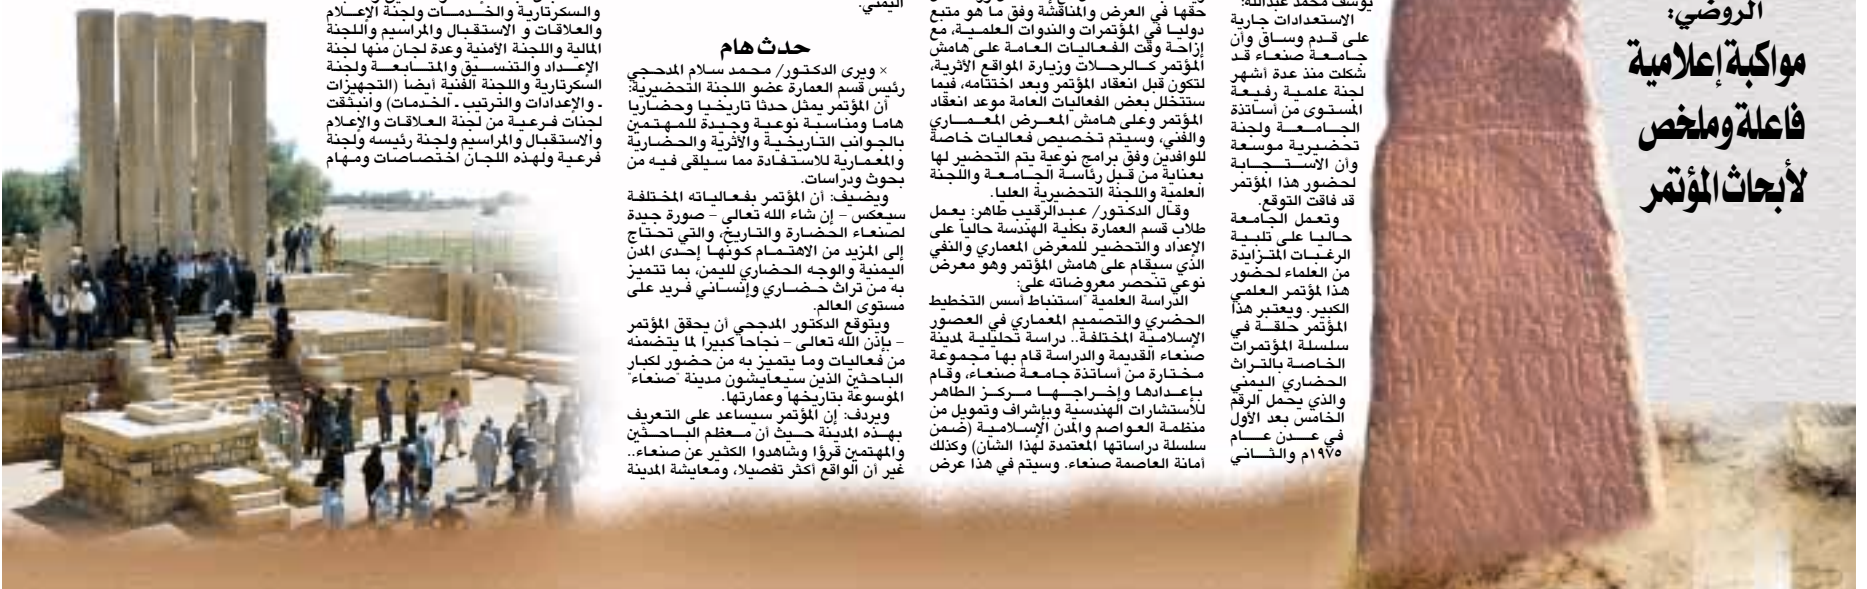 الروضي:
مواكبة إعلامية
فاعلة وملخص
لأبحاث المؤتمر
يوسف محمد عبدالله:
الاستعدادات جارية
على قدم وساق وأن
جامعة صنعاء قد
شكلت منذ عدة أشهر
لجنة علمية رفيعة
المستوى من أساتذة
الجامعة ولجنة
تحضيرية موسعة
وأن الاستجابة
لحضور هذا المؤتمر
قد فاقت التوقع.
وتعمل الجامعة
حاليا على تلبية
الرغبات المتزايدة
من العلماء لحضور
هذا لمؤتمر العلمي
الكبير. ويعتبر هذا
المؤتمر حلقة في
سلسلة المؤتمرات
الخاصة بالتراث
الحضاري اليمني
والذي يحمل الرقم
الخامس بعد الأول
في عدن عام
١٩٧٥م والثاني
حقها في العرض والمناقشة وفق ما هو متبع
دوليا في المؤتمرات والندوات العلمية، مع
إزاحة وقت الفعاليات العامة على هامش
المؤتمر كالرحلات وزيارة المواقع الأثرية،
لتكون قبل انعقاد المؤتمر وبعد اختتامه، فيما
ستتخلل بعض الفعاليات العامة موعد انعقاد
المؤتمر وعلى هامش المعرض المعماري
والفني، وسيتم تخصيص فعاليات خاصة
للوافدين وفق برامج نوعية يتم التحضير لها
بعناية من قبل رئاسة الجامعة واللجنة
العلمية واللجنة التحضيرية العليا.
وقال الدكتور/ عبدالرقيب طاهر: يعمل
طلاب قسم العمارة بكلية الهندسة حاليا على
الإعداد والتحضير للمعرض المعماري والنفي
الذي سيقام على هامش المؤتمر وهو معرض
نوعي تنحصر معروضاته على:
الدراسة العلمية "استنباط أسس التخطيط
الحضري والتصميم المعماري في العصور
الإسلامية المختلفة.. دراسة تحليلية لمدينة
صنعاء القديمة والدراسة قام بها مجموعة
مختارة من أساتذة جامعة صنعاء، وقام
بإعدادها وإخراجها مركز الطاهر
للاستشارات الهندسية وبإشراف وتمويل من
منظمة العواصم والمدن الإسلامية (ضمن
سلسلة دراساتها المعتمدة لهذا الشأن) وكذلك
أمانة العاصمة صنعاء. وسيتم في هذا عرض
اليمني.
حدث هام
× ويرى الدكتور/ محمد سلام المدحجي
رئيس قسم العمارة عضو اللجنة التحضيرية:
أن المؤتمر يمثل حدثا تاريخيا وحضاريا
هاما ومناسبة نوعية وجيدة للمهتمين
بالجوانب التاريخية والأثرية والحضارية
والمعمارية للاستفادة مما سيلقى فيه من
بحوث ودراسات.
ويضيف: أن المؤتمر بفعالياته المختلفة
سيعكس - إن شاء الله تعالى - صورة جيدة
لصنعاء الحضارة والتاريخ، والتي تحتاج
إلى المزيد من الاهتمام كونها إحدى المدن
اليمنية والوجه الحضاري لليمن، بما تتميز
به من تراث حضاري وإنساني فريد على
مستوى العالم.
ويتوقع الدكتور المدججي أن يحقق المؤتمر
- بإذن الله تعالى - نجاحا كبيرا لما يتضمنه
من فعاليات وما يتميز به من حضور لكبار
الباحثين الذين سيعايشون مدينة "صنعاء"
الموسوعة بتاريخها وعمارتها.
ويردف: إن المؤتمر سيساعد على التعريف
بهذه المدينة حيث أن معظم الباحثين
والمهتمين قرؤا وشاهدوا الكثير عن صنعاء..
غير أن الواقع أكثر تفصيلا، ومعايشة المدينة
والسكرتارية والخدمات ولجنة الإعلام
والعلاقات و الاستقبال والمراسيم واللجنة
المالية واللجنة الأمنية وعدة لجان منها لجنة
الإعداد والتنسيق والمتابعة ولجنة
السكرتارية واللجنة الفنية أيضا (التجهيزات
- والإعدادات والترتيب - الخدمات) وانبثقت
لجنات فرعية من لجنة العلاقات والإعلام
والاستقبال والمراسيم ولجنة رئيسه ولجنة
فرعية ولهذه اللجان اختصاصات ومهام